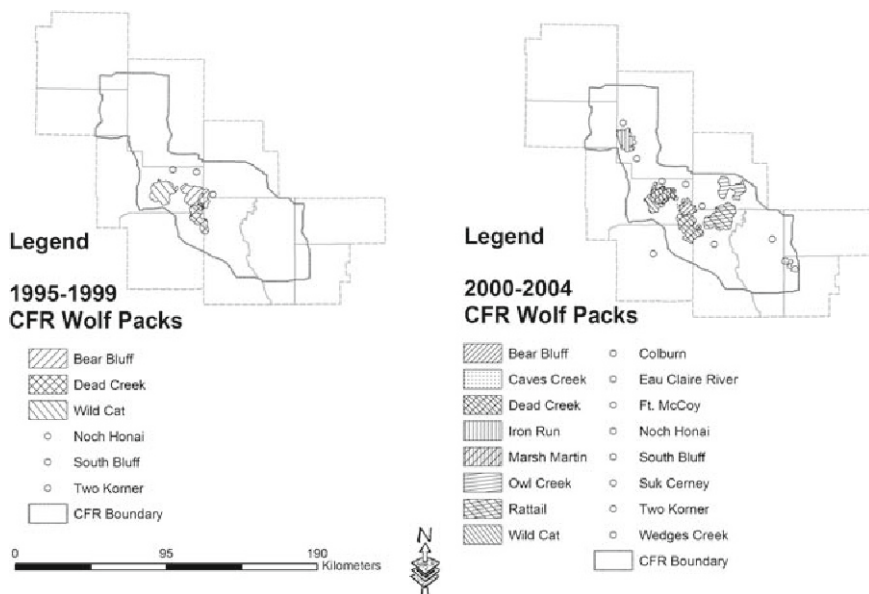 Legend
1995-1999
CFR Wolf Packs
Bear Bluff
Dead Creek
Wild Cat
Noch Honai
South Bluff
Two Korner
CFR Boundary
0 95 190
Kilometers
N
Legend
2000-2004
CFR Wolf Packs
Bear Bluff
Caves Creek
Dead Creek
Iron Run
Marsh Martin
Owl Creek
Rattail
Wild Cat
Colburn
Eau Claire River
Ft. McCoy
Noch Honai
South Bluff
Suk Cerney
Two Korner
Wedges Creek
CFR Boundary